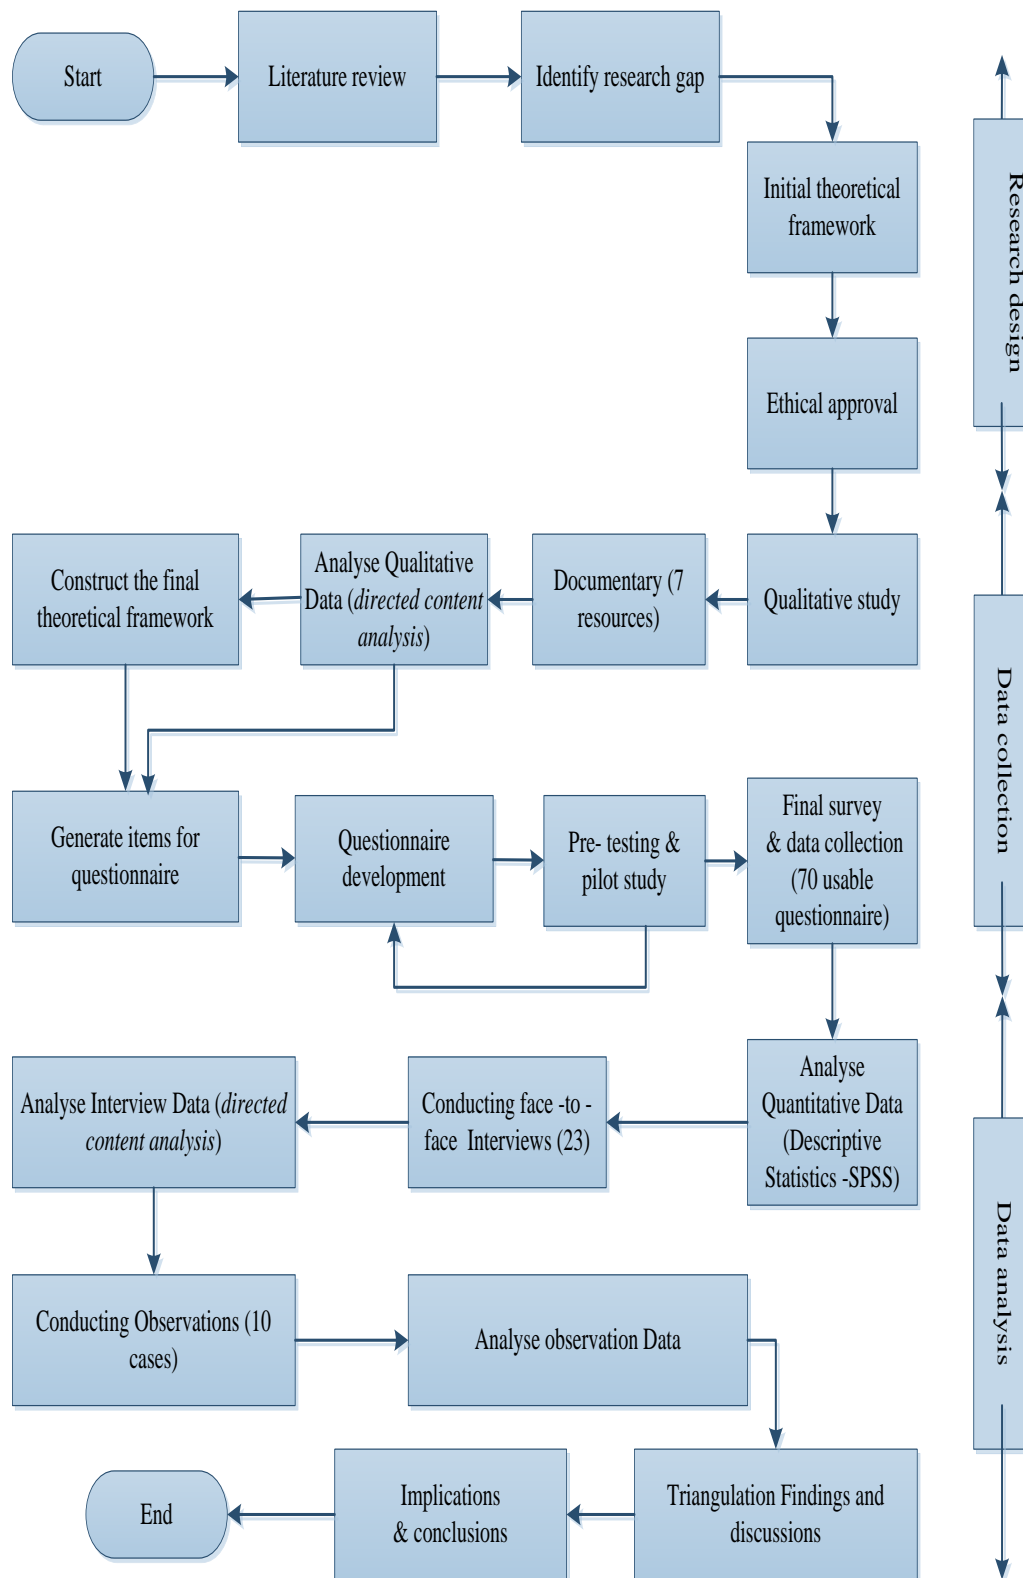 Start
Literature review
Identify research gap
Initial theoretical
framework
Ethical approval
Qualitative study
Documentary (7
resources)
Analyse Qualitative
Data (directed content
analysis)
Construct the final
theoretical framework
Generate items for
questionnaire
Questionnaire
development
Pre- testing &
pilot study
Final survey
& data collection
(70 usable
questionnaire)
Analyse
Quantitative Data
(Descriptive
Statistics -SPSS)
Conducting face -to -
face Interviews (23)
Analyse Interview Data (directed
content analysis)
Conducting Observations (10
cases)
Analyse observation Data
Triangulation Findings and
discussions
Implications
& conclusions
End
Research design
Data collection
Data analysis